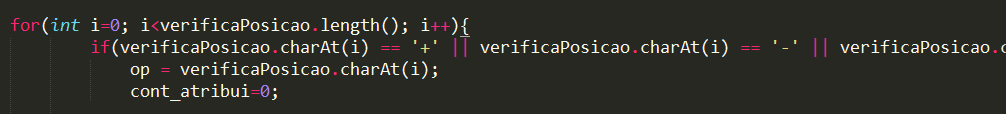 for(int i=0; i<verificaPosicao.length(); i++){
if(verificaPosicao.charAt(i) == '+' || verificaPosicao.charAt(i) == '-' || verificaPosicao.
op = verificaPosicao.charAt(i);
cont_atribui=0;